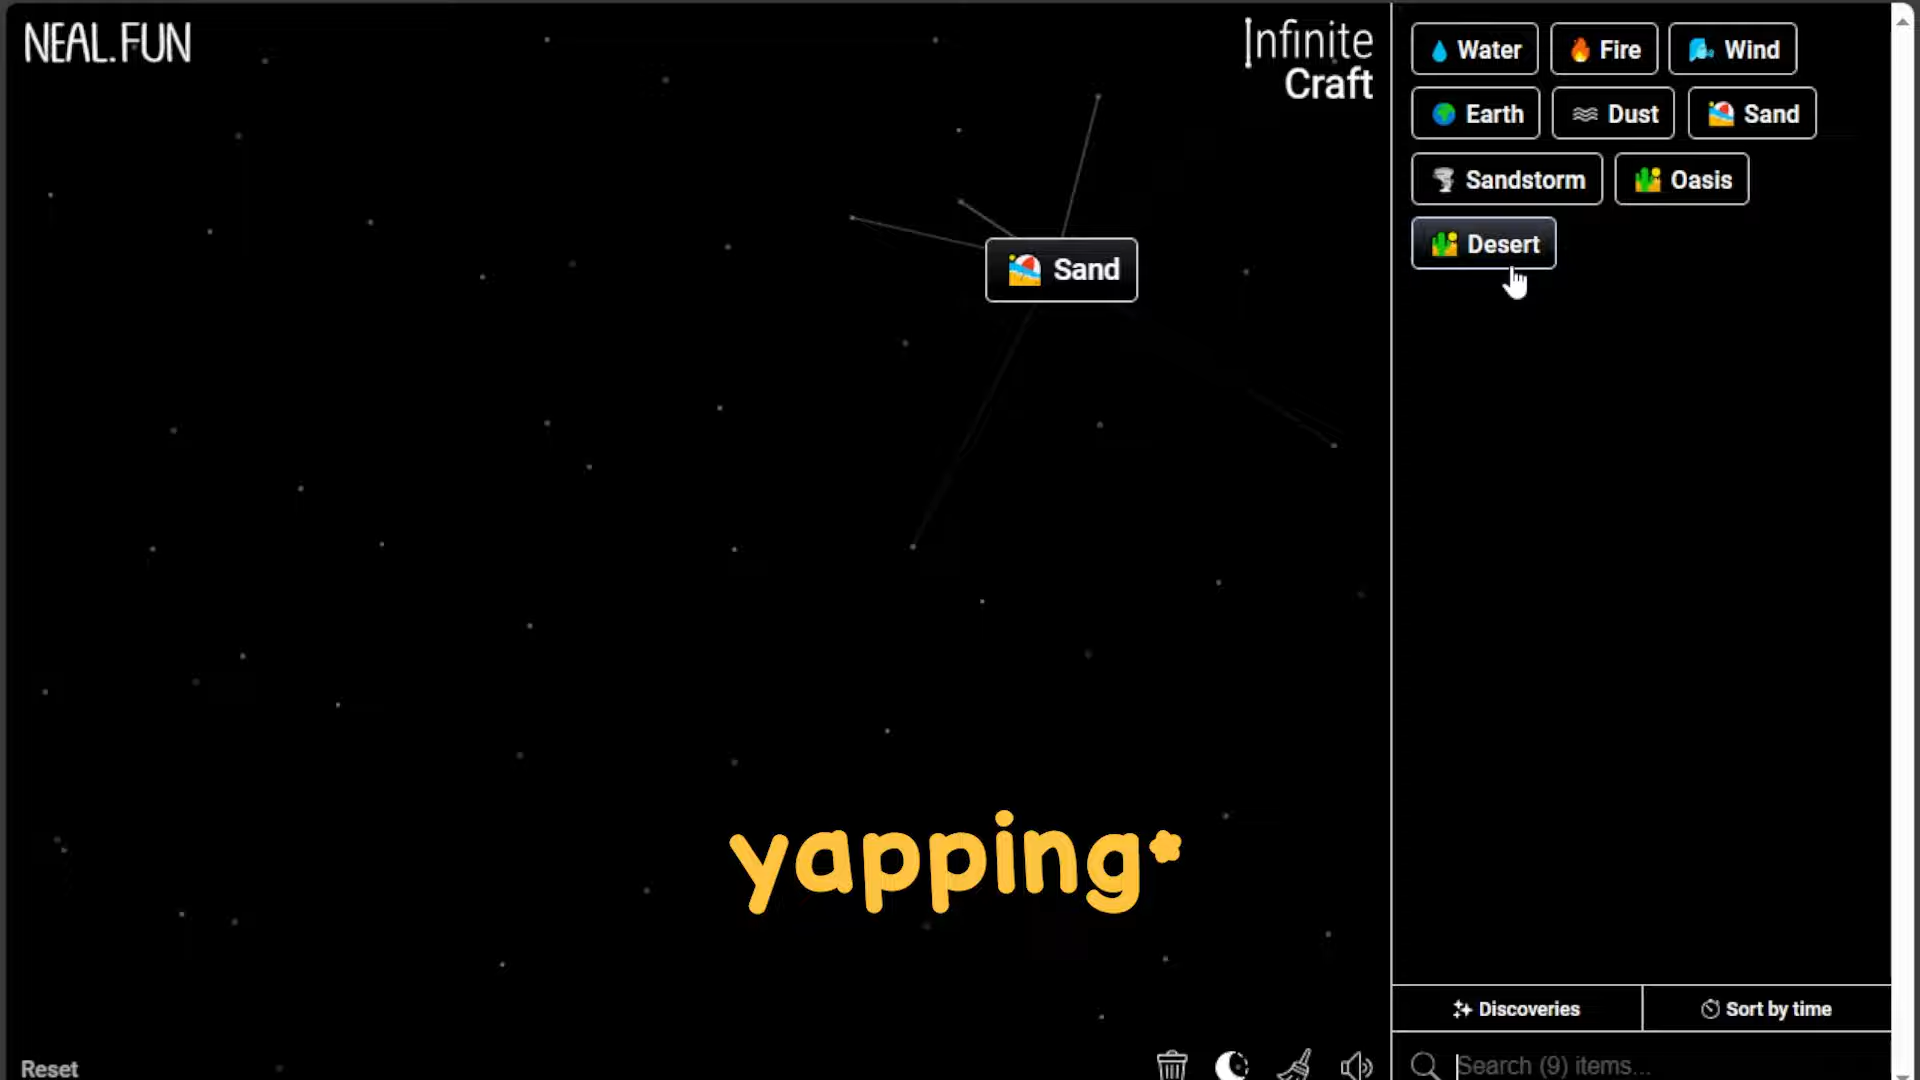 NEAL.FUN
Infinite
Craft
Water
Fire
Wind
Earth
Dust
Sand
Sandstorm
Oasis
Desert
Sand
yapping*
Discoveries
Sort by time
Reset
Search (9) items...